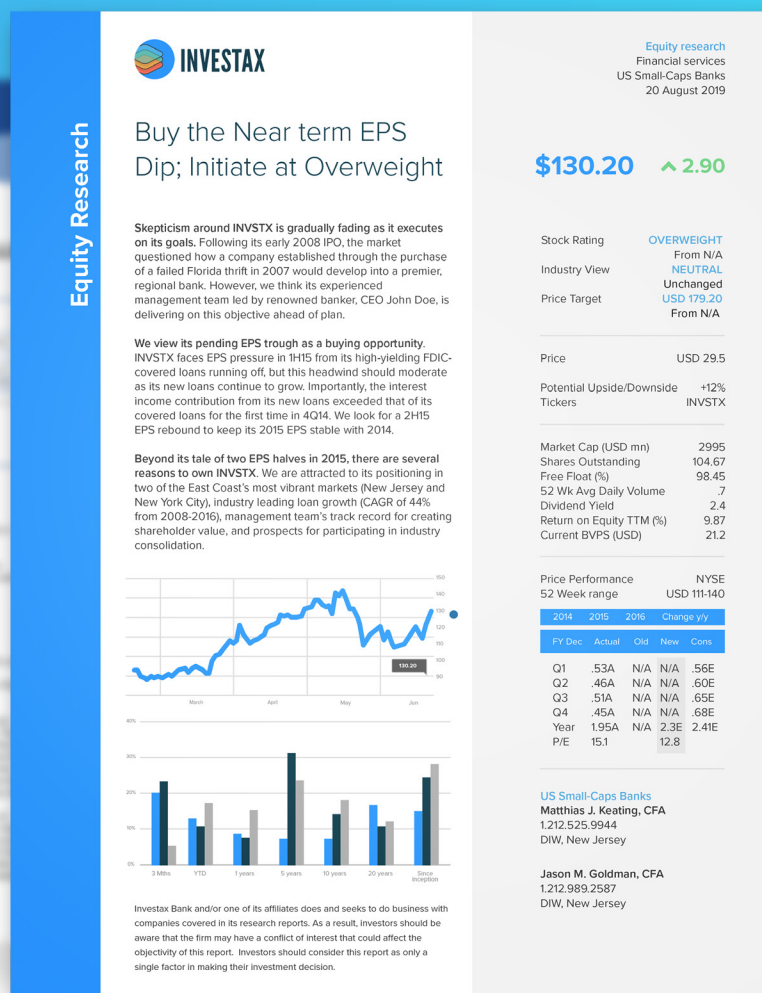 INVESTAX
Equity research
Financial services
US Small-Caps Banks
20 August 2019
Equity Research
Buy the Near term EPS
Dip; Initiate at Overweight
$130.20 2.90
Skepticism around INVSTX is gradually fading as it executes
on its goals. Following its early 2008 IPO, the market
questioned how a company established through the purchase
of a failed Florida thrift in 2007 would develop into a premier,
regional bank. However, we think its experienced
management team led by renowned banker, CEO John Doe, is
delivering on this objective ahead of plan.
We view its pending EPS trough as a buying opportunity.
INVSTX faces EPS pressure in 1H15 from its high-yielding FDIC-
covered loans running off, but this headwind should moderate
as its new loans continue to grow. Importantly, the interest
income contribution from its new loans exceeded that of its
covered loans for the first time in 4Q14. We look for a 2H15
EPS rebound to keep its 2015 EPS stable with 2014.
Beyond its tale of two EPS halves in 2015, there are several
reasons to own INVSTX. We are attracted to its positioning in
two of the East Coast's most vibrant markets (New Jersey and
New York City), industry leading loan growth (CAGR of 44%
from 2008-2016), management team's track record for creating
shareholder value, and prospects for participating in industry
consolidation.
150
140
130
120
110
100
90
130.20
March April May Jun
40%
30%
20%
10%
0%
3 Mths YTD 1 years 5 years 10 years 20 years Since
Inception
Investax Bank and/or one of its affiliates does and seeks to do business with
companies covered in its research reports. As a result, investors should be
aware that the firm may have a conflict of interest that could affect the
objectivity of this report. Investors should consider this report as only a
single factor in making their investment decision.
Stock Rating OVERWEIGHT
From N/A
Industry View NEUTRAL
Unchanged
Price Target USD 179.20
From N/A
Price USD 29.5
Potential Upside/Downside +12%
Tickers INVSTX
Market Cap (USD mn) 2995
Shares Outstanding 104.67
Free Float (%) 98.45
52 Wk Avg Daily Volume .7
Dividend Yield 2.4
Return on Equity TTM (%) 9.87
Current BVPS (USD) 21.2
Price Performance NYSE
52 Week range USD 111-140
2014 2015 2016 Change y/y
FY Dec Actual Old New Cons
Q1 .53A N/A N/A .56E
Q2 .46A N/A N/A .60E
Q3 .51A N/A N/A .65E
Q4 .45A N/A N/A .68E
Year 1.95A N/A 2.3E 2.41E
P/E 15.1 12.8
US Small-Caps Banks
Matthias J. Keating, CFA
1.212.525.9944
DIW, New Jersey
Jason M. Goldman, CFA
1.212.989.2587
DIW, New Jersey